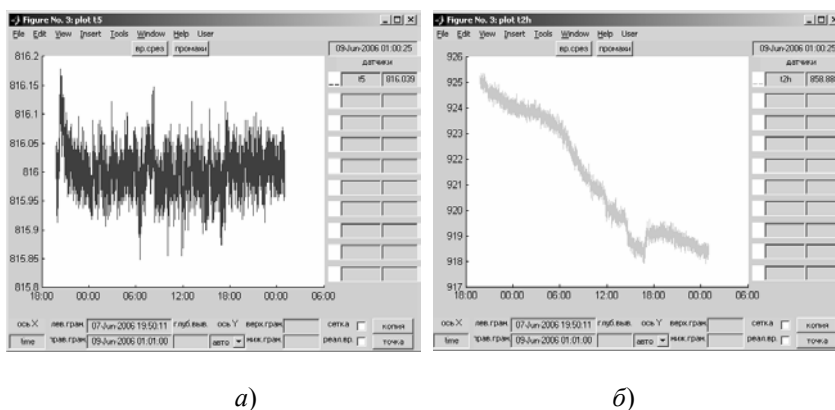 Figure No. 3: plot t5
File Edit View Insert Tools Window Help User
вр.срез промахи 09-Jun-2006 01:00:25
датчики
t5 816.039
816.2
816.15
816.1
816.05
816
815.95
815.9
815.85
815.8
18:00 00:00 06:00 12:00 18:00 00:00 06:00
ось X лев.гран. 07-Jun-2006 19:50:11 глуб.выв. ось Y верх.гран. сетка копия
time прав.гран. 09-Jun-2006 01:01:00 авто ниж.гран. реал.вр. точка
а)
Figure No. 3: plot t2h
File Edit View Insert Tools Window Help User
вр.срез промахи 09-Jun-2006 01:00:25
датчики
t2h 858.88
926
925
924
923
922
921
920
919
918
917
18:00 00:00 06:00 12:00 18:00 00:00 06:00
ось X лев.гран. 07-Jun-2006 19:50:11 глуб.выв. ось Y верх.гран. сетка копия
time прав.гран. 09-Jun-2006 01:01:00 авто ниж.гран. реал.вр. точка
б)